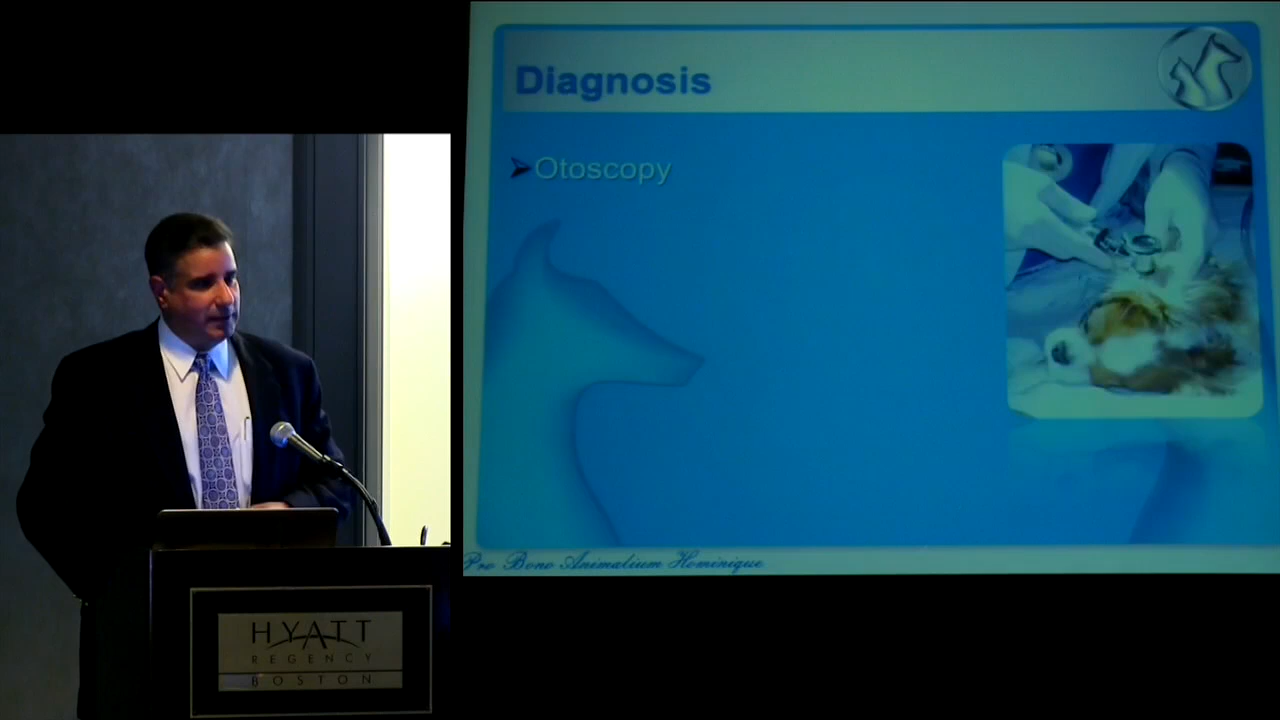 Diagnosis
Otoscopy
Pro Bono Animalium Hominique
HYATT
REGENCY
BOSTON